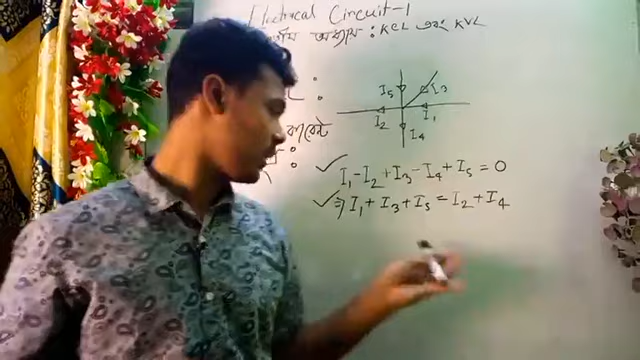 Electrical Circuit-1
অধ্যায় : KCL এবং KVL
I₅ I₃
I₂ I₁
I₄
I₁-I₂+I₃-I₄+I₅=0
⇒ I₁+I₃+I₅=I₂+I₄